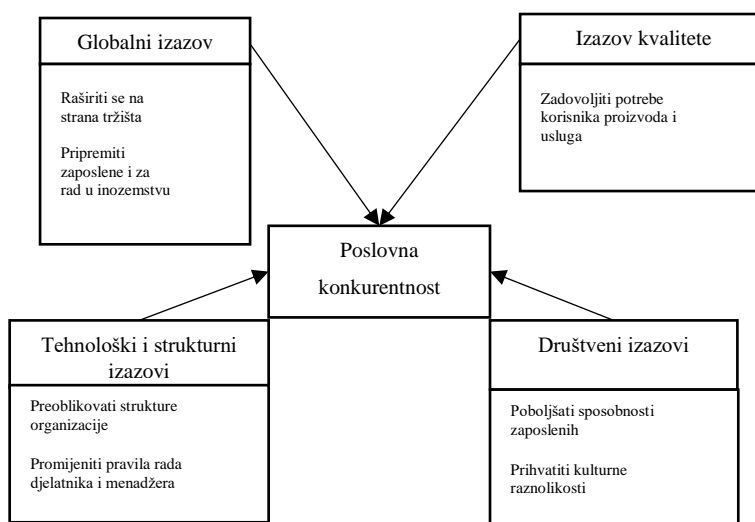 Globalni izazov
Raširiti se na
strana tržišta
Pripremiti
zaposlene i za
rad u inozemstvu
Izazov kvalitete
Zadovoljiti potrebe
korisnika proizvoda i
usluga
Poslovna
konkurentnost
Tehnološki i strukturni
izazovi
Preoblikovati strukture
organizacije
Promijeniti pravila rada
djelatnika i menadžera
Društveni izazovi
Poboljšati sposobnosti
zaposlenih
Prihvatiti kulturne
raznolikosti